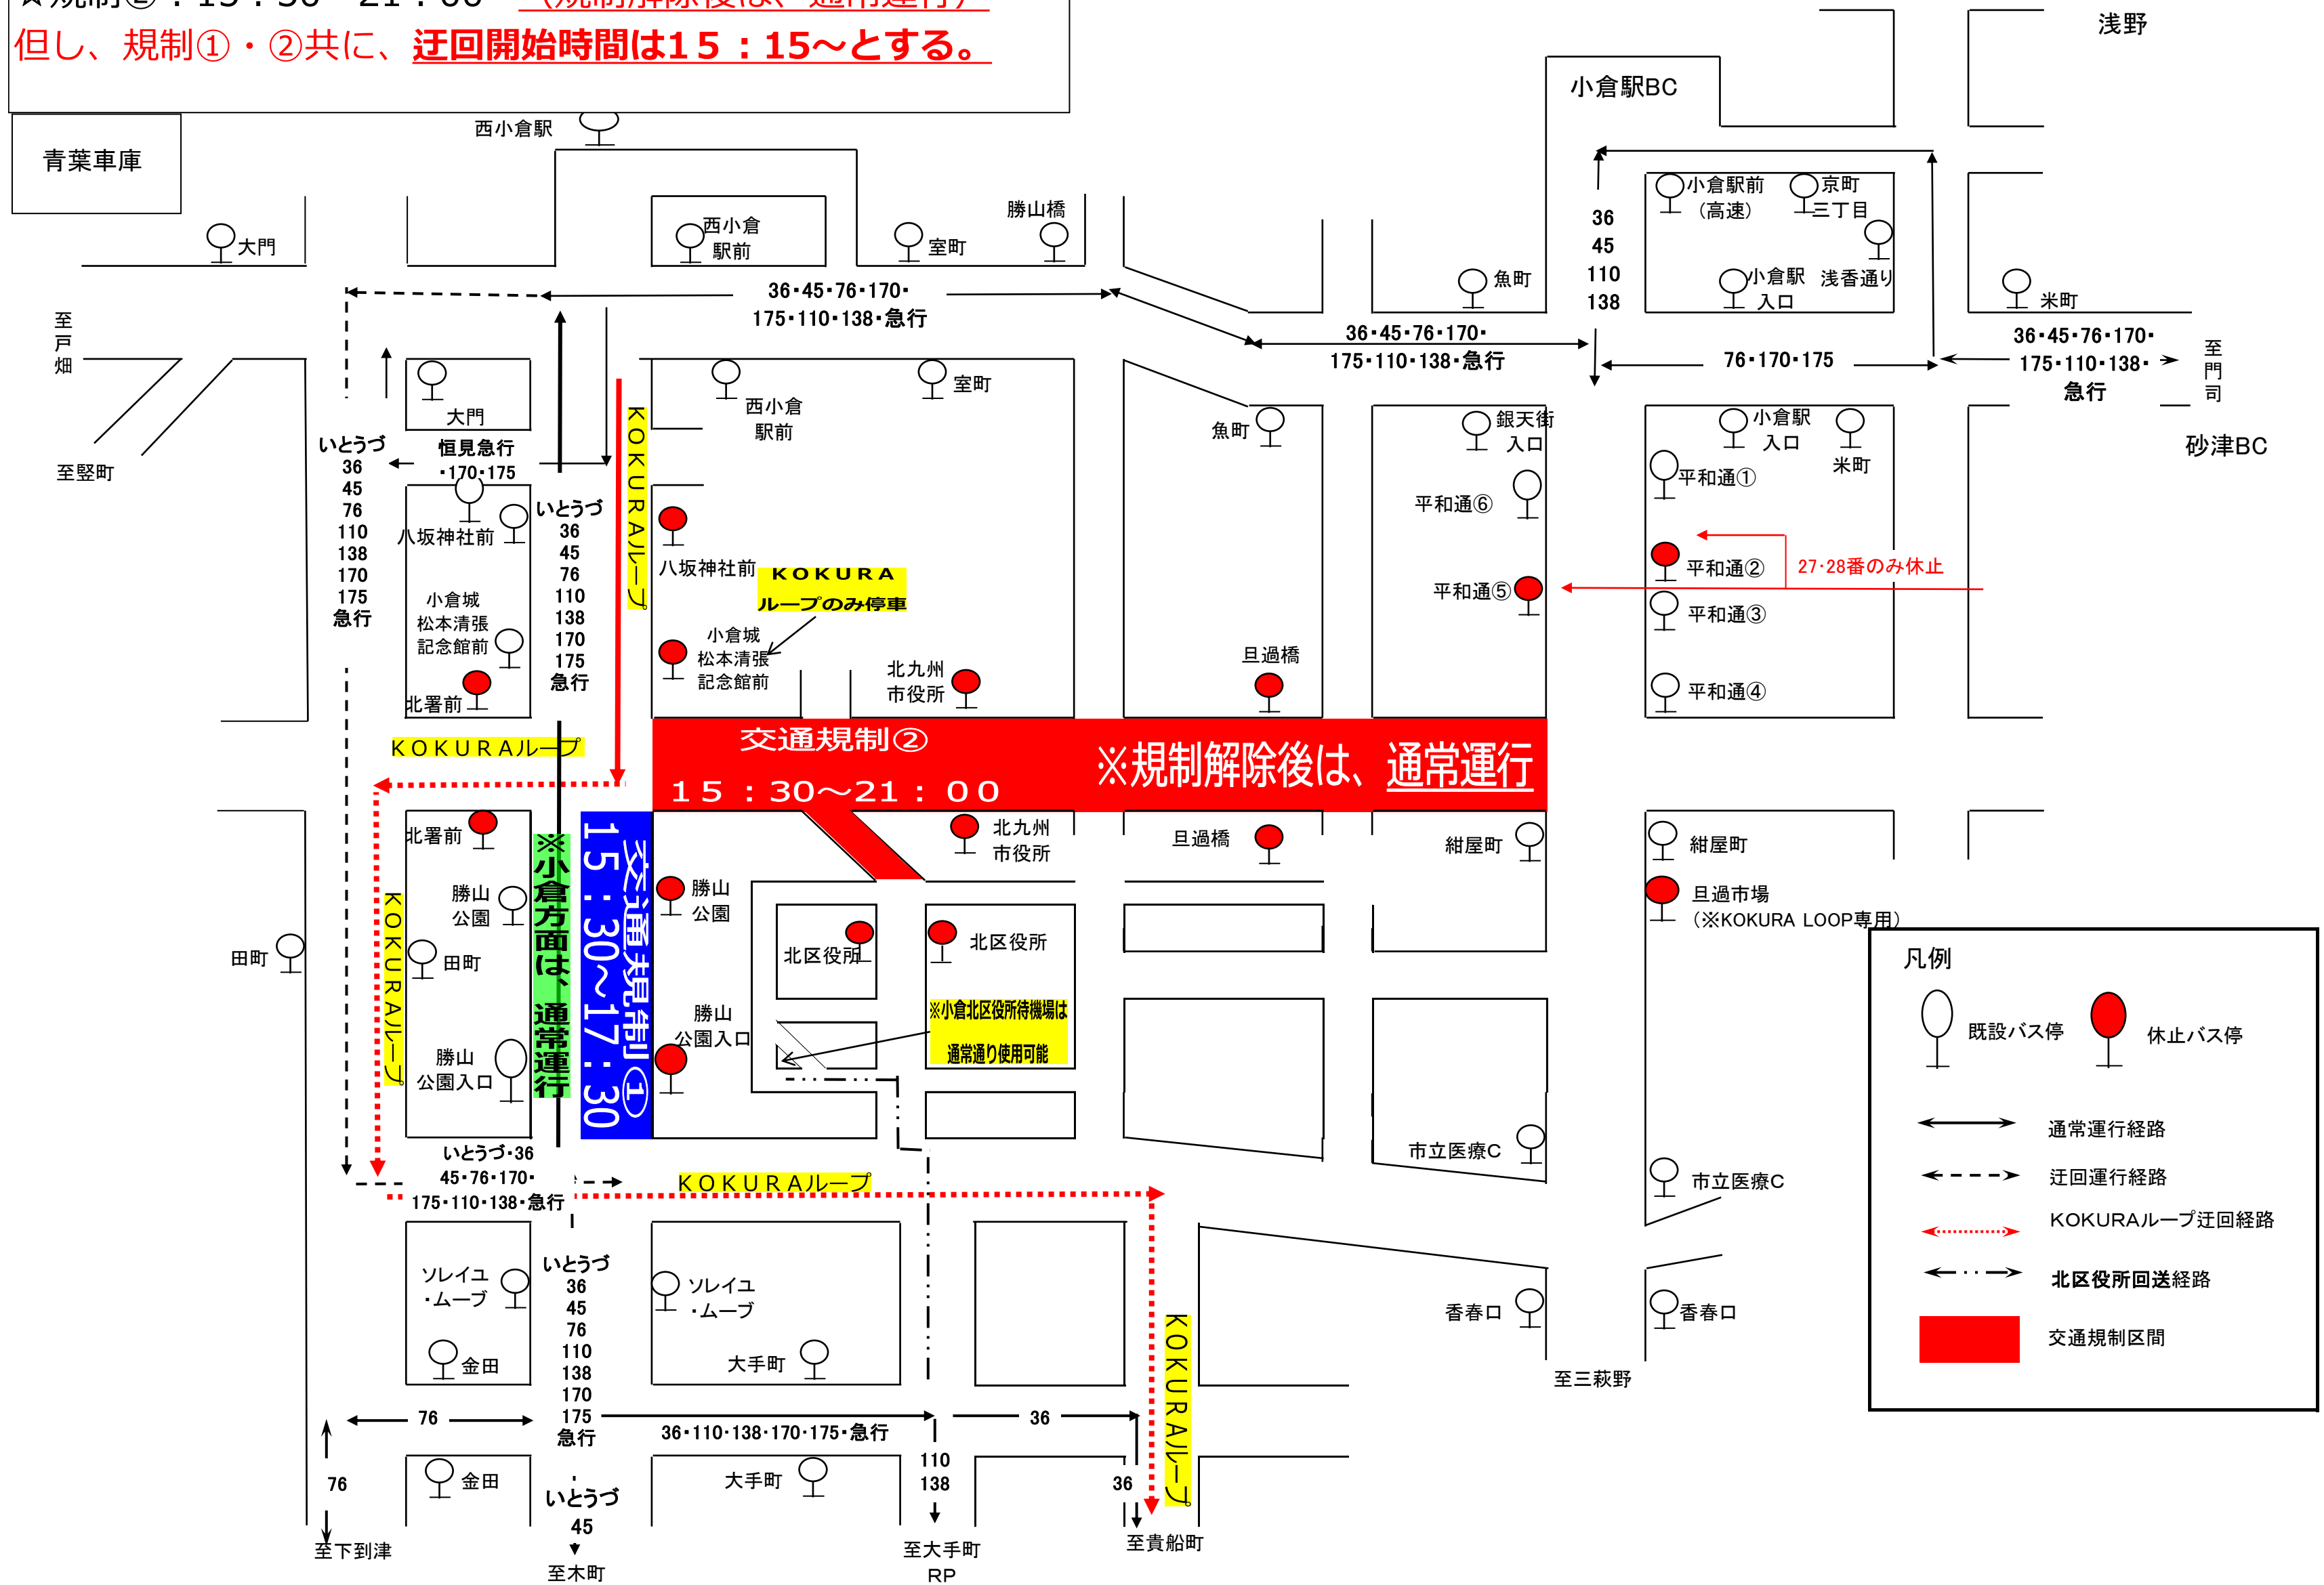 ★規制②：15：30～21：00　（規制解除後は、通常運行）
但し、規制①・②共に、迂回開始時間は１５：１５～とする。
青葉車庫
浅野
小倉駅BC
西小倉駅
大門
西小倉
駅前
室町
勝山橋
魚町
36
45
110
138
小倉駅前
（高速）
京町
三丁目
小倉駅
入口
浅香通り
米町
至戸畑
36・45・76・170・
175・110・138・急行
36・45・76・170・
175・110・138・急行
76・170・175
36・45・76・170・
175・110・138・
急行
至門司
砂津BC
至竪町
大門
恒見急行
・170・175
西小倉
駅前
室町
魚町
銀天街
入口
小倉駅
入口
米町
いとうづ
36
45
76
110
138
170
175
急行
八坂神社前
小倉城
松本清張
記念館前
北署前
いとうづ
36
45
76
110
138
170
175
急行
ＫＯＫＵＲＡループ
八坂神社前
ＫＯＫＵＲＡ
ループのみ停車
小倉城
松本清張
記念館前
北九州
市役所
旦過橋
平和通⑥
平和通⑤
平和通①
平和通②
平和通③
平和通④
27・28番のみ休止
ＫＯＫＵＲＡループ
交通規制②
１５：30～21：００
※規制解除後は、通常運行
北署前
勝山
公園
田町
田町
勝山
公園入口
ＫＯＫＵＲＡループ
※小倉方面は、通常運行
交通規制①
15：30～17：30
勝山
公園
勝山
公園入口
北九州
市役所
旦過橋
紺屋町
紺屋町
旦過市場
（※KOKURA LOOP専用）
北区役所
北区役所
※小倉北区役所待機場は
通常通り使用可能
市立医療C
市立医療C
凡例
既設バス停
休止バス停
通常運行経路
迂回運行経路
KOKURAループ迂回経路
北区役所回送経路
交通規制区間
いとうづ・36
45・76・170・
175・110・138・急行
ＫＯＫＵＲＡループ
ソレイユ
・ムーブ
金田
いとうづ
36
45
76
110
138
170
175
急行
ソレイユ
・ムーブ
大手町
ＫＯＫＵＲＡループ
香春口
香春口
至三萩野
76
36・110・138・170・175・急行
36
76
金田
大手町
110
138
36
いとうづ
45
至下到津
至木町
至大手町
RP
至貴船町